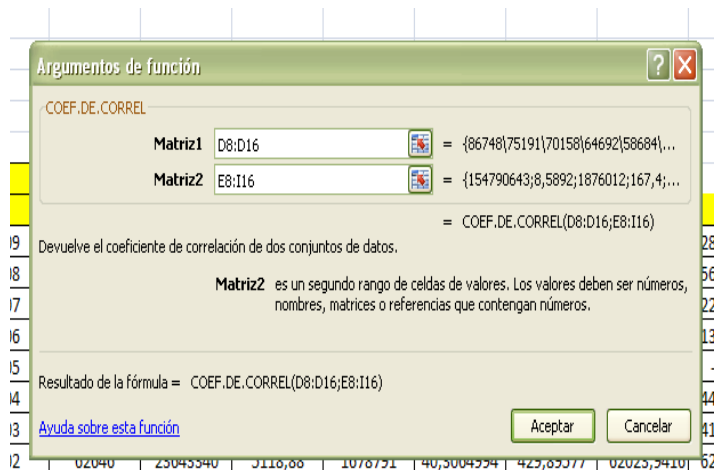 Argumentos de función
COEF.DE.CORREL
Matriz1 D8:D16 = {86748\75191\70158\64692\58684\...
Matriz2 E8:I16 = {154790643;8,5892;1876012;167,4;...
= COEF.DE.CORREL(D8:D16;E8:I16)
Devuelve el coeficiente de correlación de dos conjuntos de datos.
Matriz2 es un segundo rango de celdas de valores. Los valores deben ser números,
nombres, matrices o referencias que contengan números.
Resultado de la fórmula = COEF.DE.CORREL(D8:D16;E8:I16)
Ayuda sobre esta función Aceptar Cancelar